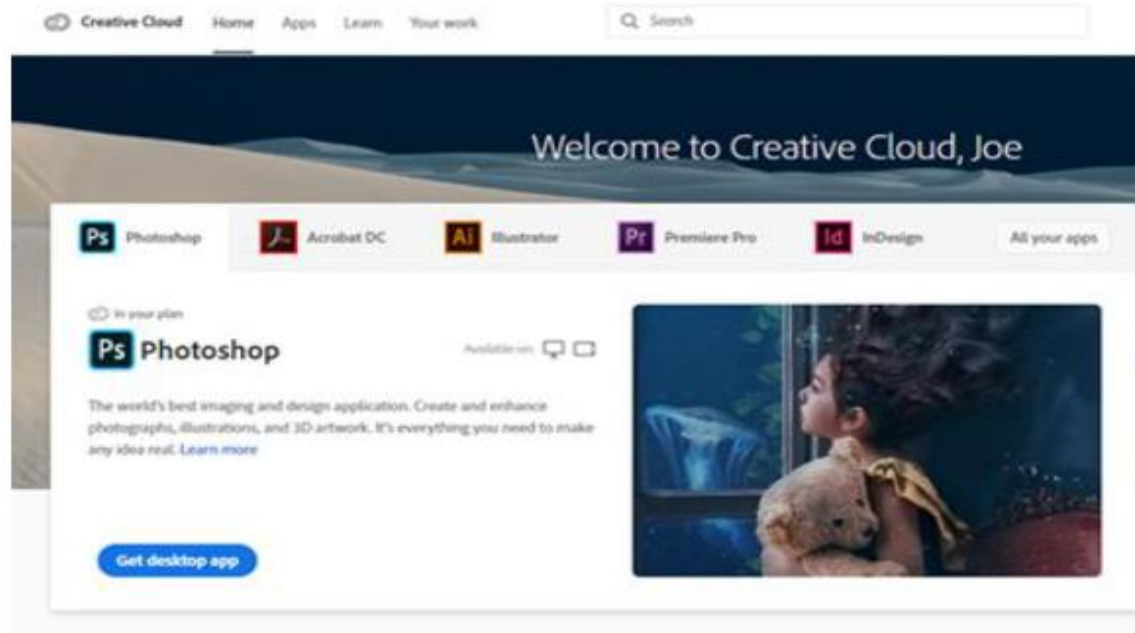 Creative Cloud Home Apps Learn Your work Search
Welcome to Creative Cloud, Joe
Ps Photoshop Acrobat DC Ai Illustrator Pr Premiere Pro Id InDesign All your apps
In your plan
Ps Photoshop Available on:
The world's best imaging and design application. Create and enhance
photographs, illustrations, and 3D artwork. It's everything you need to make
any idea real. Learn more
Get desktop app